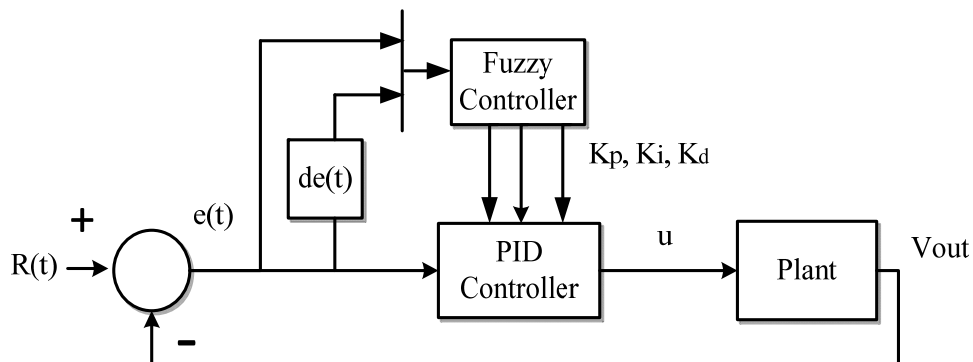 Fuzzy
Controller
Kp, Ki, Kd
de(t)
e(t)
+
R(t)
-
PID
Controller
u
Plant
Vout